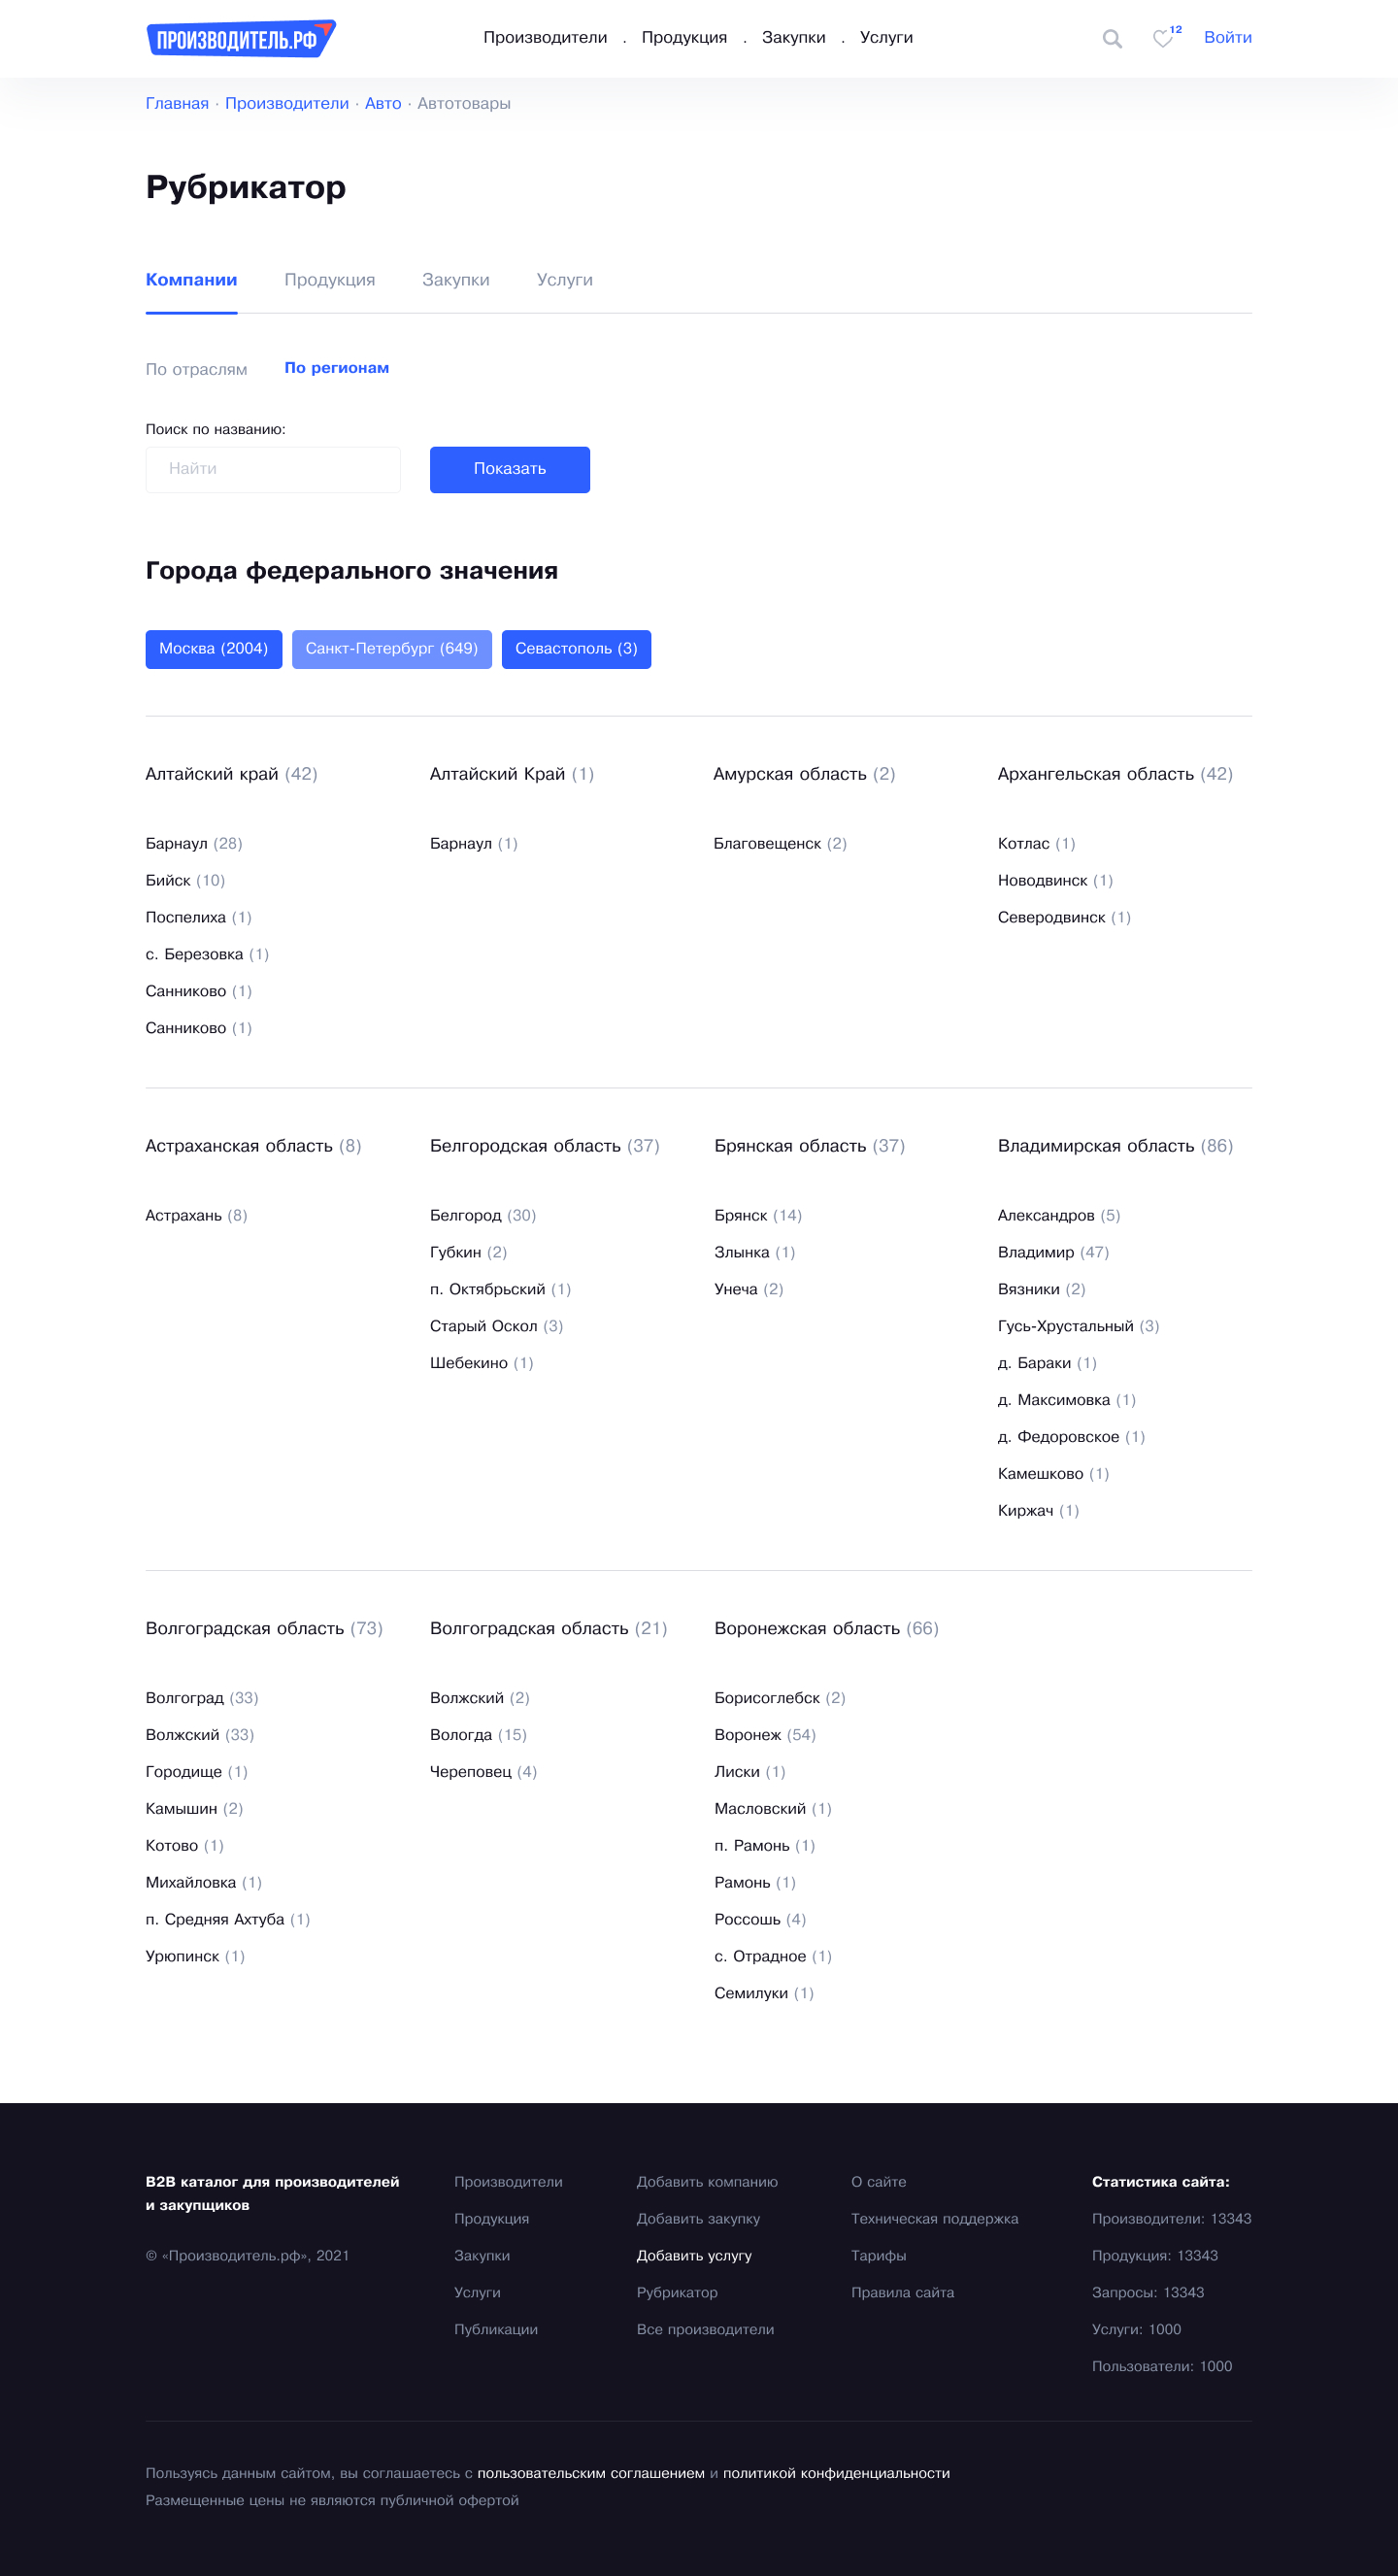 ПРОИЗВОДИТЕЛЬ.РФ
Производители . Продукция . Закупки . Услуги
12
Войти
Главная · Производители · Авто · Автотовары
Рубрикатор
Компании Продукция Закупки Услуги
По отраслям По регионам
Поиск по названию:
Найти Показать
Города федерального значения
Москва (2004) Санкт-Петербург (649) Севастополь (3)
Алтайский край (42)
Барнаул (28)
Бийск (10)
Поспелиха (1)
с. Березовка (1)
Санниково (1)
Санниково (1)
Алтайский Край (1)
Барнаул (1)
Амурская область (2)
Благовещенск (2)
Архангельская область (42)
Котлас (1)
Новодвинск (1)
Северодвинск (1)
Астраханская область (8)
Астрахань (8)
Белгородская область (37)
Белгород (30)
Губкин (2)
п. Октябрьский (1)
Старый Оскол (3)
Шебекино (1)
Брянская область (37)
Брянск (14)
Злынка (1)
Унеча (2)
Владимирская область (86)
Александров (5)
Владимир (47)
Вязники (2)
Гусь-Хрустальный (3)
д. Бараки (1)
д. Максимовка (1)
д. Федоровское (1)
Камешково (1)
Киржач (1)
Волгоградская область (73)
Волгоград (33)
Волжский (33)
Городище (1)
Камышин (2)
Котово (1)
Михайловка (1)
п. Средняя Ахтуба (1)
Урюпинск (1)
Волгоградская область (21)
Волжский (2)
Вологда (15)
Череповец (4)
Воронежская область (66)
Борисоглебск (2)
Воронеж (54)
Лиски (1)
Масловский (1)
п. Рамонь (1)
Рамонь (1)
Россошь (4)
с. Отрадное (1)
Семилуки (1)
B2B каталог для производителей
и закупщиков
© «Производитель.рф», 2021
Производители
Продукция
Закупки
Услуги
Публикации
Добавить компанию
Добавить закупку
Добавить услугу
Рубрикатор
Все производители
О сайте
Техническая поддержка
Тарифы
Правила сайта
Статистика сайта:
Производители: 13343
Продукция: 13343
Запросы: 13343
Услуги: 1000
Пользователи: 1000
Пользуясь данным сайтом, вы соглашаетесь с пользовательским соглашением и политикой конфиденциальности
Размещенные цены не являются публичной офертой